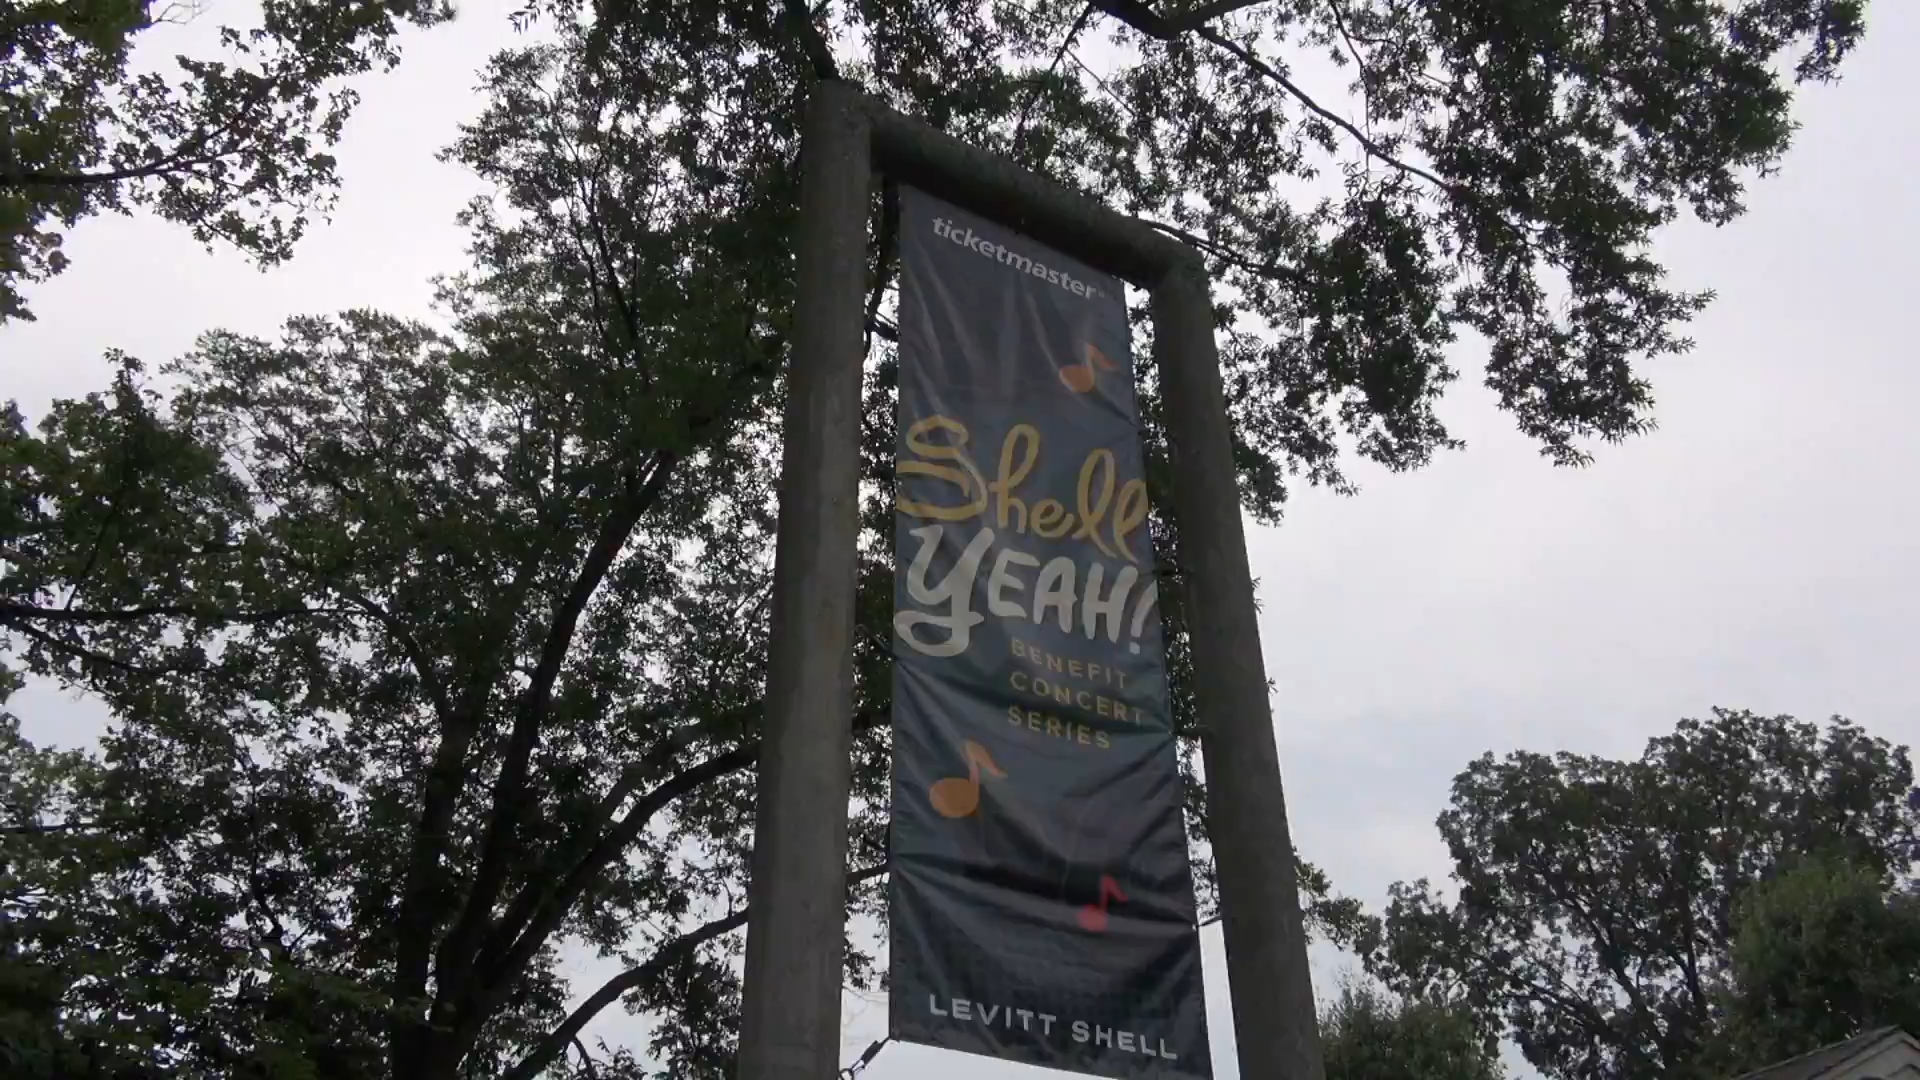 ticketmaster®
Shell
YEAH!
BENEFIT
CONCERT
SERIES
LEVITT SHELL